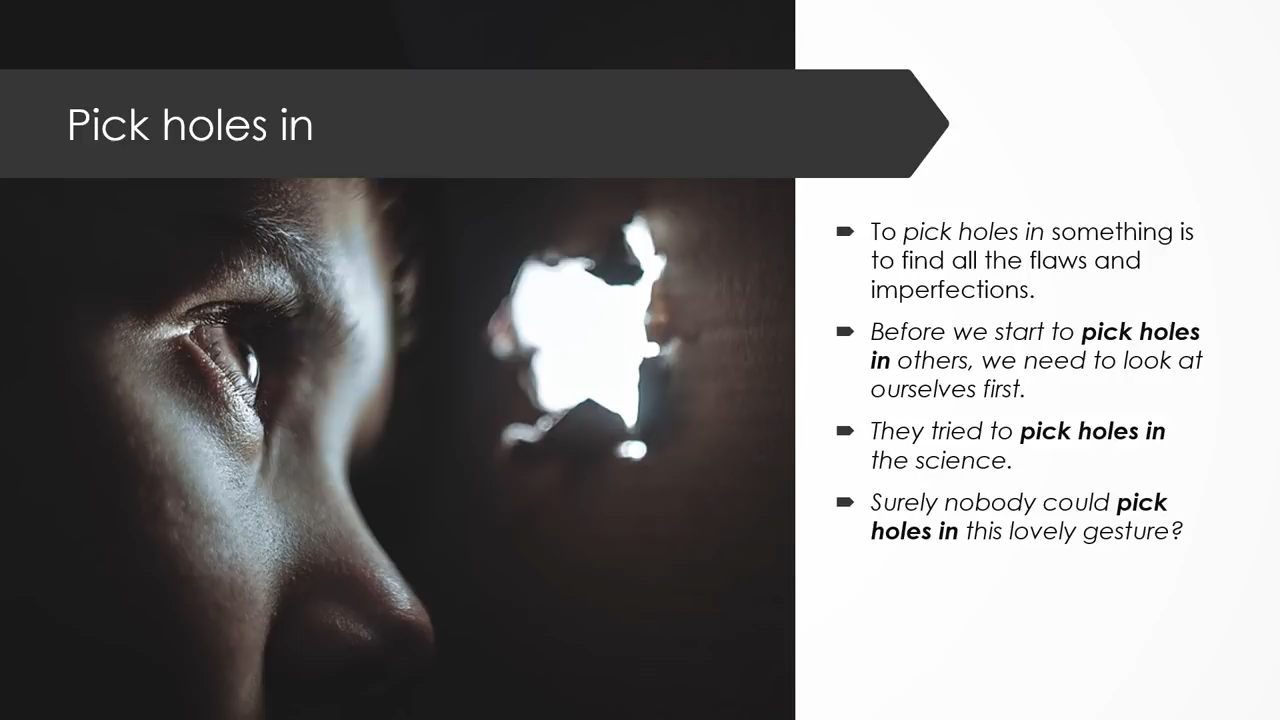 Pick holes in
To pick holes in something is
to find all the flaws and
imperfections.
Before we start to pick holes
in others, we need to look at
ourselves first.
They tried to pick holes in
the science.
Surely nobody could pick
holes in this lovely gesture?